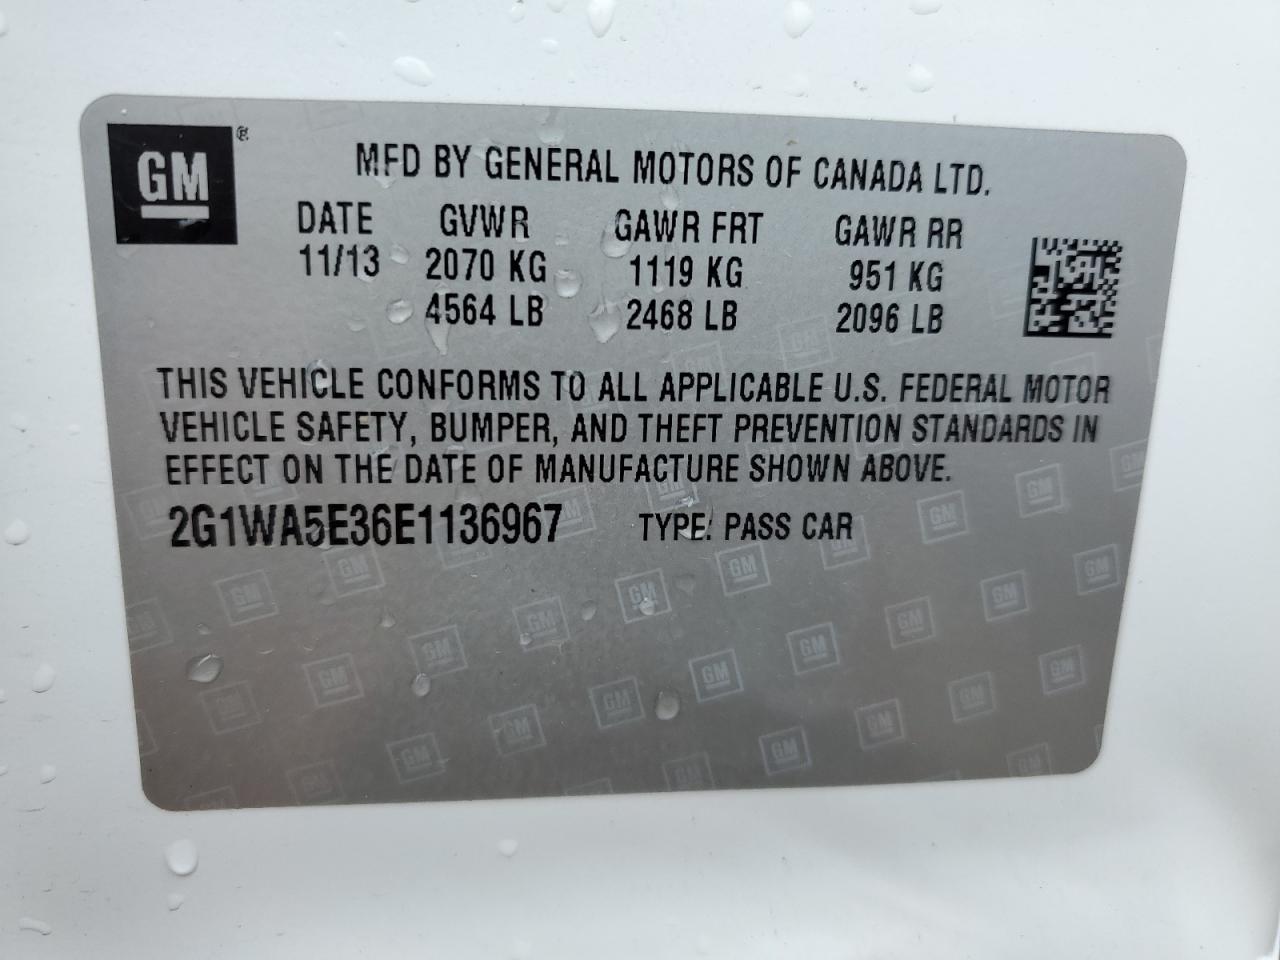 GM ®
MFD BY GENERAL MOTORS OF CANADA LTD.
DATE GVWR GAWR FRT GAWR RR
11/13 2070 KG 1119 KG 951 KG
4564 LB 2468 LB 2096 LB
THIS VEHICLE CONFORMS TO ALL APPLICABLE U.S. FEDERAL MOTOR
VEHICLE SAFETY, BUMPER, AND THEFT PREVENTION STANDARDS IN
EFFECT ON THE DATE OF MANUFACTURE SHOWN ABOVE.
2G1WA5E36E1136967 TYPE: PASS CAR